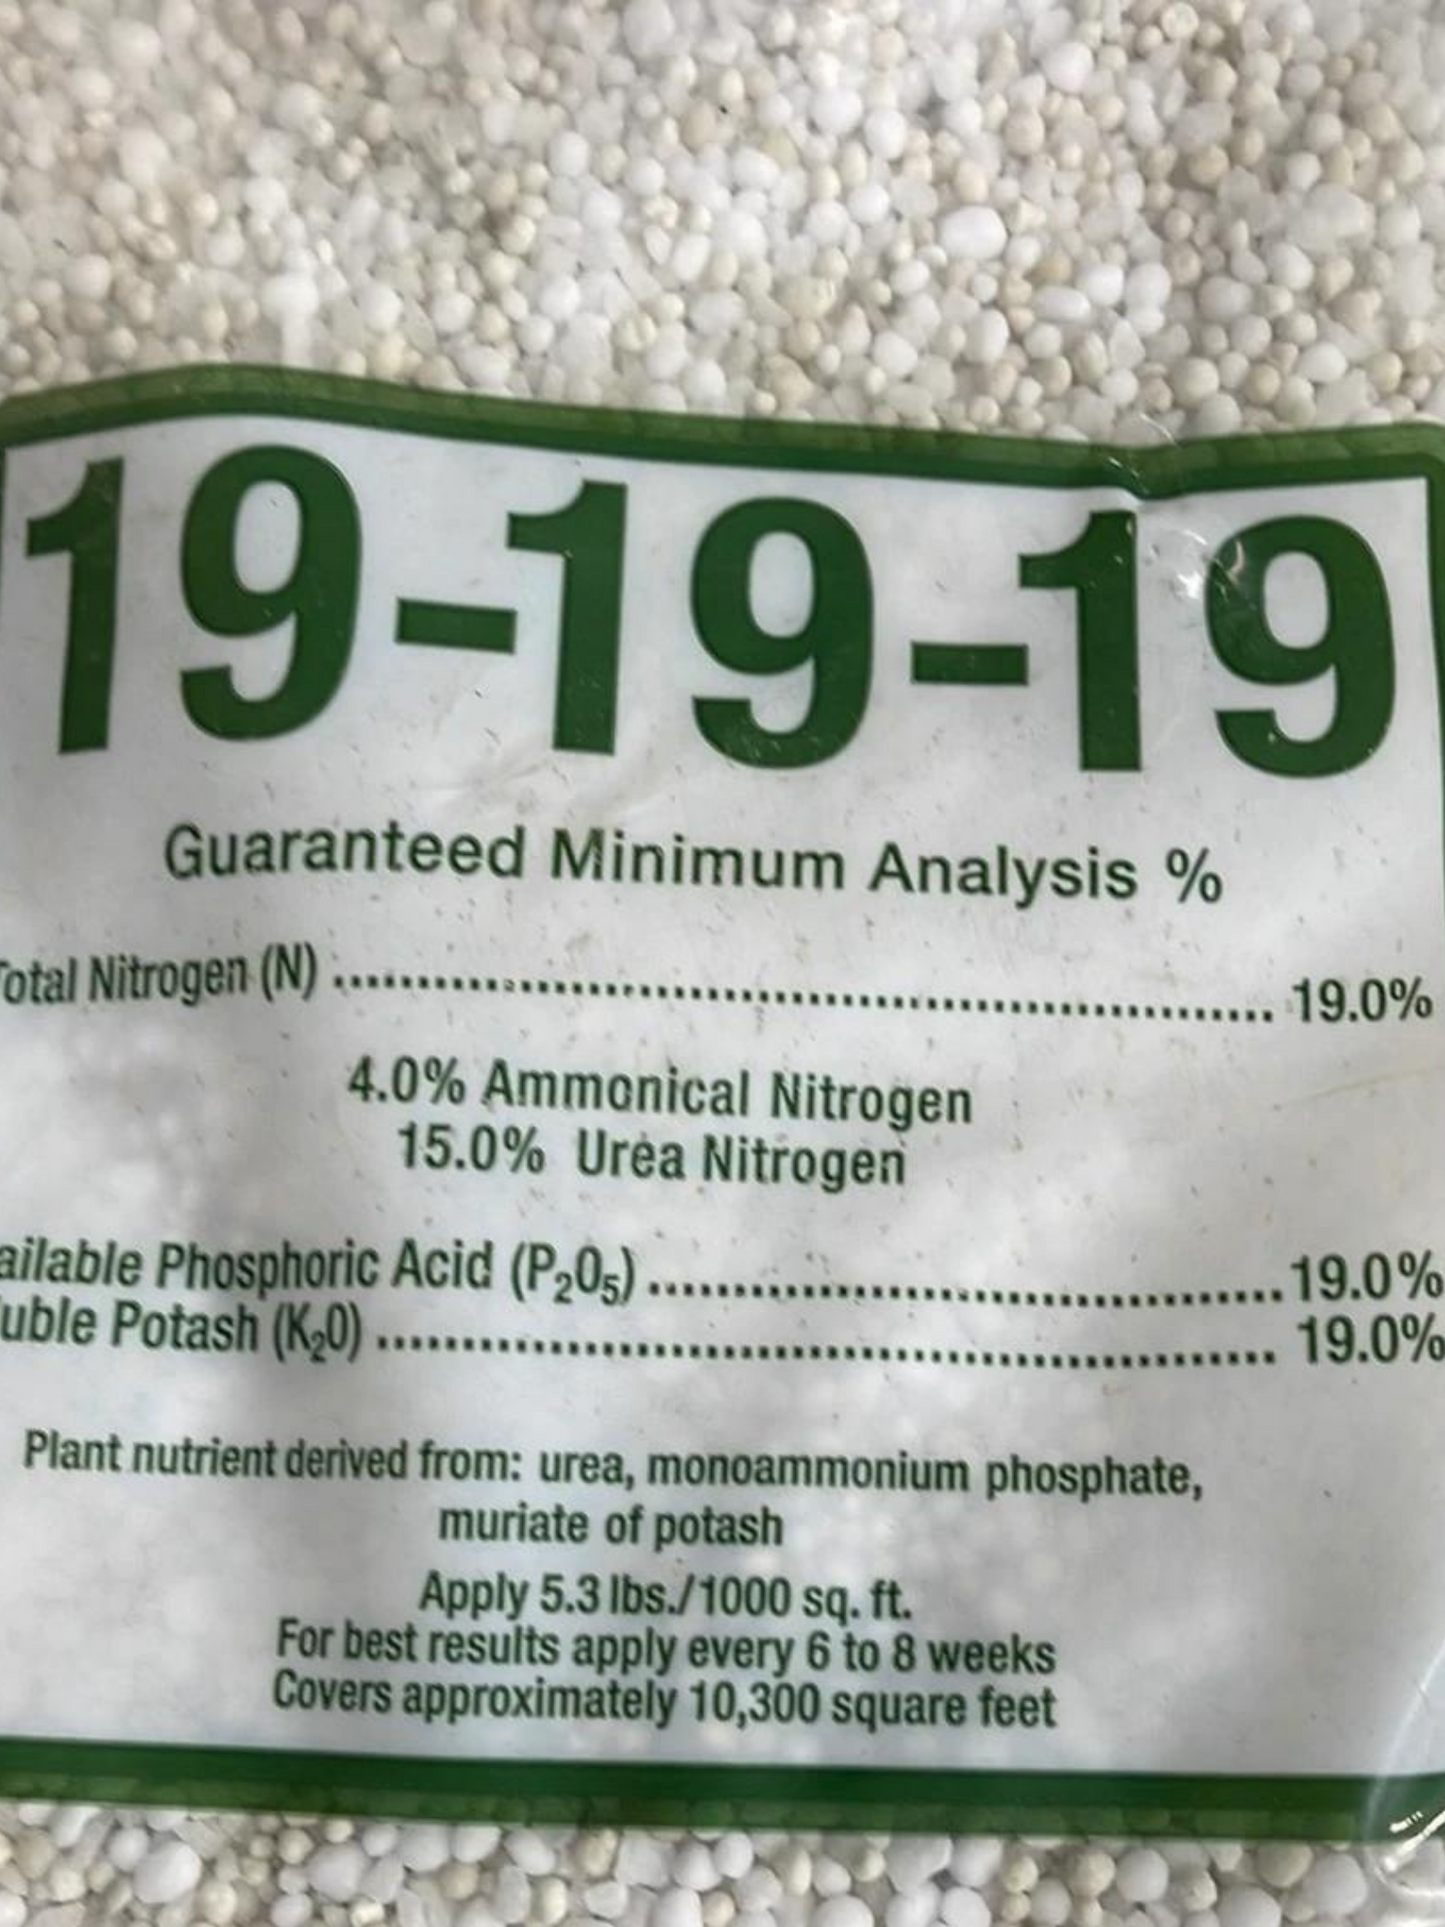 19-19-19
Guaranteed Minimum Analysis %
Total Nitrogen (N) ........................................................ 19.0%
4.0% Ammonical Nitrogen
15.0% Urea Nitrogen
ailable Phosphoric Acid (P₂O₅) ...................................... 19.0%
uble Potash (K₂O) ...................................................... 19.0%
Plant nutrient derived from: urea, monoammonium phosphate,
muriate of potash
Apply 5.3 lbs./1000 sq. ft.
For best results apply every 6 to 8 weeks
Covers approximately 10,300 square feet